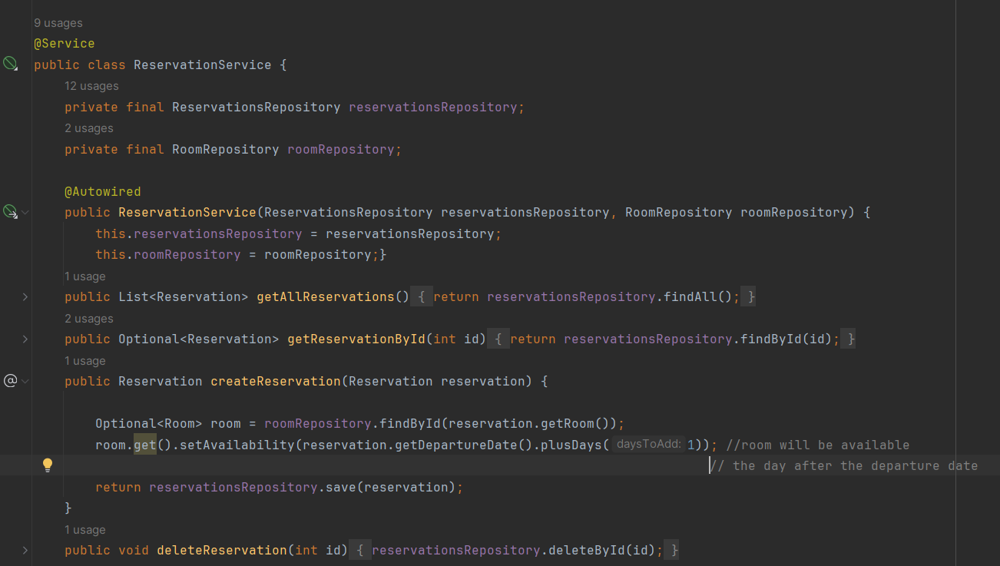 9 usages
@Service
public class ReservationService {
12 usages
private final ReservationsRepository reservationsRepository;
2 usages
private final RoomRepository roomRepository;
@Autowired
public ReservationService(ReservationsRepository reservationsRepository, RoomRepository roomRepository) {
this.reservationsRepository = reservationsRepository;
this.roomRepository = roomRepository;}
1 usage
public List<Reservation> getAllReservations() { return reservationsRepository.findAll(); }
2 usages
public Optional<Reservation> getReservationById(int id) { return reservationsRepository.findById(id); }
1 usage
@ public Reservation createReservation(Reservation reservation) {
Optional<Room> room = roomRepository.findById(reservation.getRoom());
room.get().setAvailability(reservation.getDepartureDate().plusDays( daysToAdd: 1)); //room will be available
// the day after the departure date
return reservationsRepository.save(reservation);
}
1 usage
public void deleteReservation(int id) { reservationsRepository.deleteById(id); }